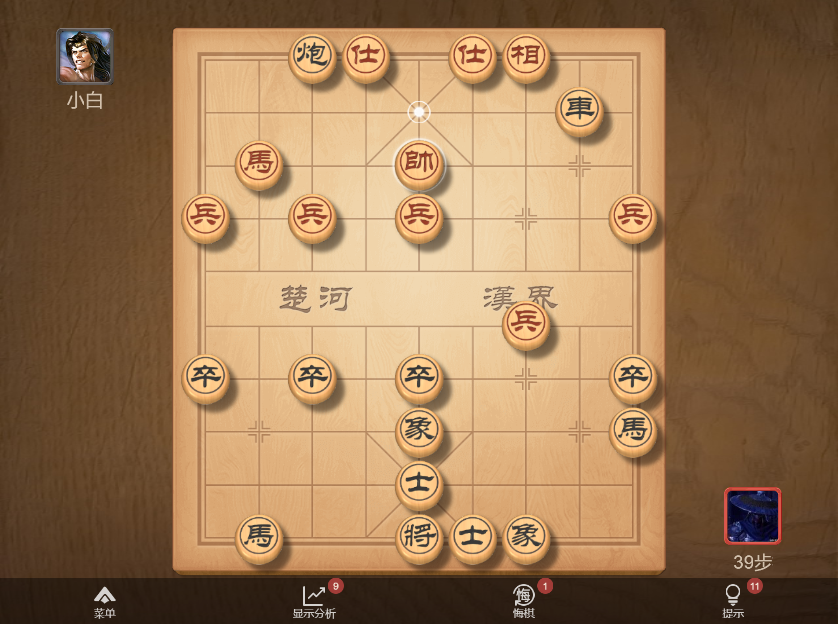 炮 仕 仕 相
小白
車
馬 帥
兵 兵 兵 兵
楚河 漢界
兵
卒 卒 卒 卒
象 馬
士
馬 將 士 象
39步
9 1 11
悔
菜单 显示分析 悔棋 提示